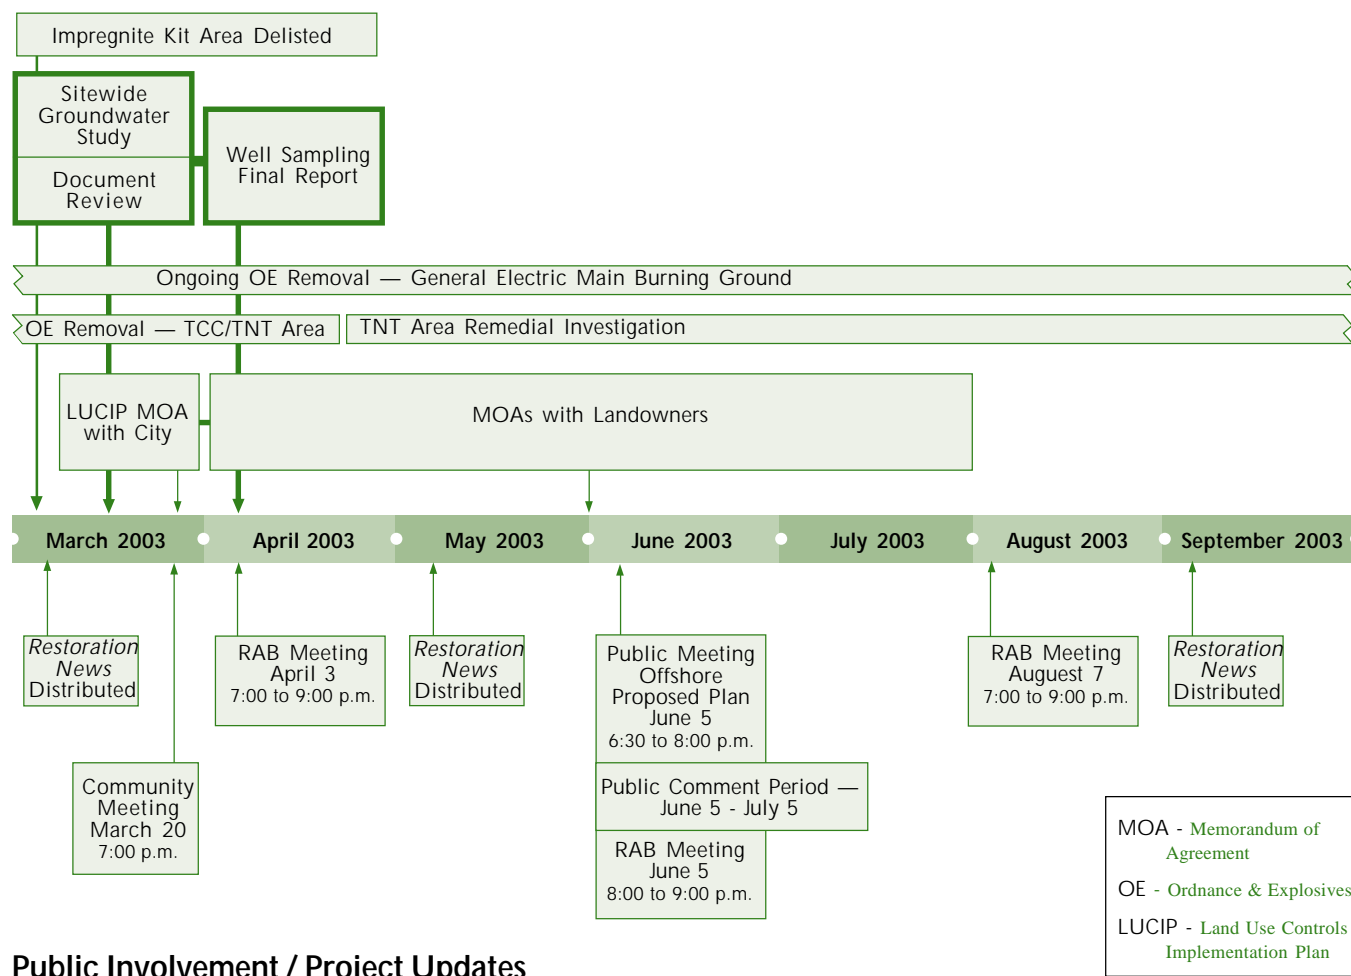 Impregnite Kit Area Delisted
Sitewide
Groundwater
Study
Document
Review
Well Sampling
Final Report
Ongoing OE Removal — General Electric Main Burning Ground
OE Removal — TCC/TNT Area
TNT Area Remedial Investigation
LUCIP MOA
with City
MOAs with Landowners
March 2003
April 2003
May 2003
June 2003
July 2003
August 2003
September 2003
Restoration
News
Distributed
RAB Meeting
April 3
7:00 to 9:00 p.m.
Restoration
News
Distributed
Public Meeting
Offshore
Proposed Plan
June 5
6:30 to 8:00 p.m.
RAB Meeting
Auguest 7
7:00 to 9:00 p.m.
Restoration
News
Distributed
Community
Meeting
March 20
7:00 p.m.
Public Comment Period —
June 5 - July 5
RAB Meeting
June 5
8:00 to 9:00 p.m.
MOA - Memorandum of
Agreement
OE - Ordnance & Explosives
LUCIP - Land Use Controls
Implementation Plan
Public Involvement / Project Updates